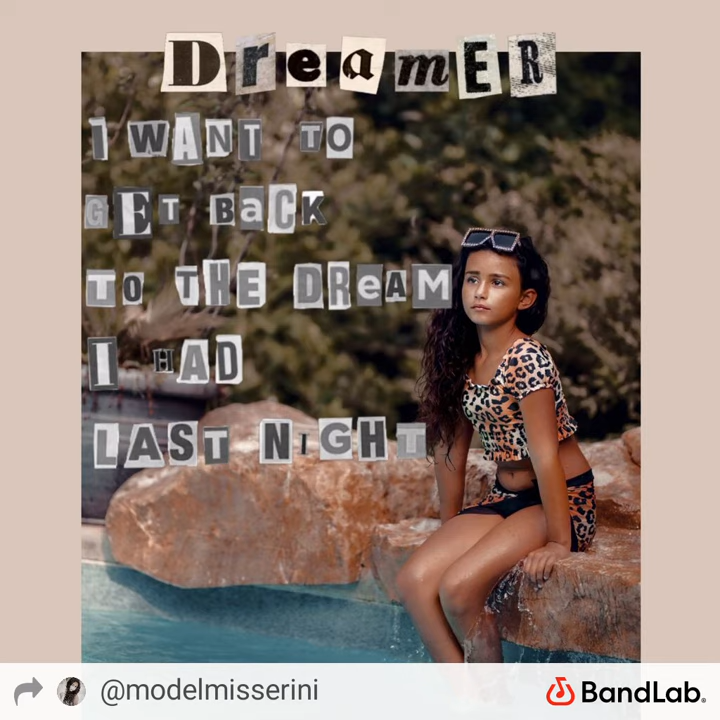 DreamER
I WANT TO
GET BaCK
TO THE DReAM
I HAD
LAST NIGHT
@modelmisserini
BandLab.